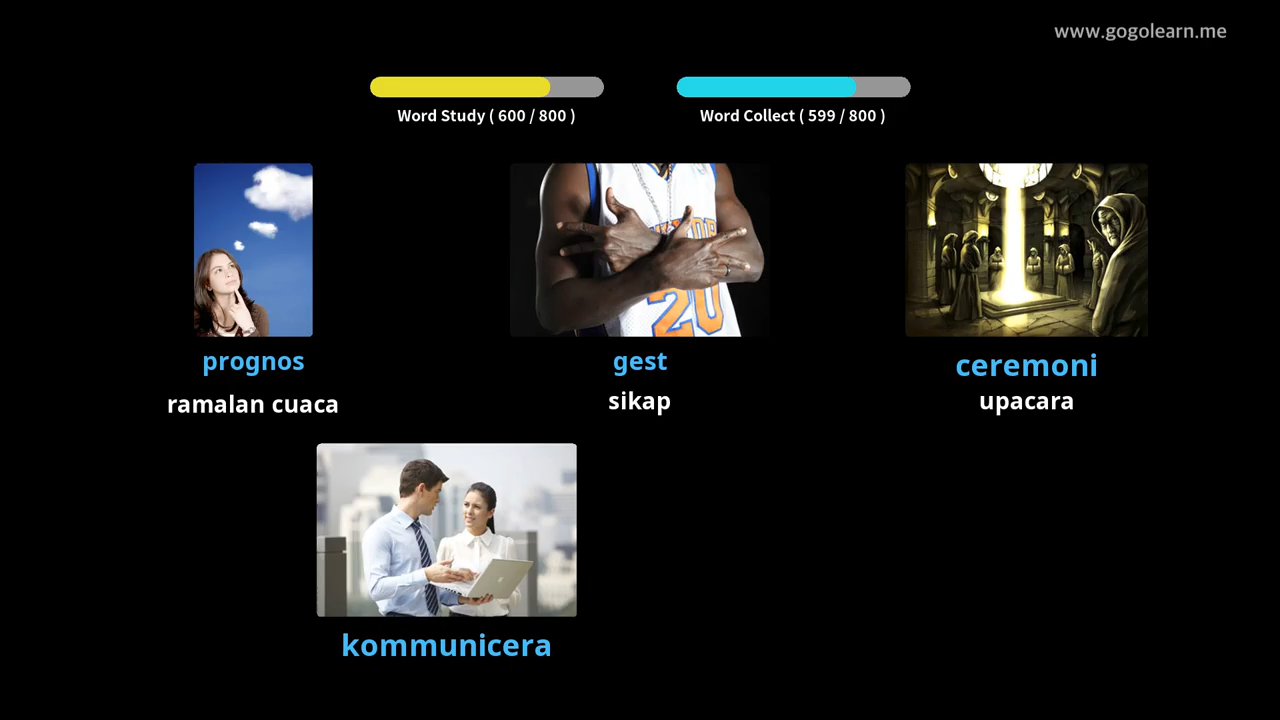 www.gogolearn.me
Word Study ( 600 / 800 )
Word Collect ( 599 / 800 )
20
prognos
gest
ceremoni
ramalan cuaca
sikap
upacara
kommunicera